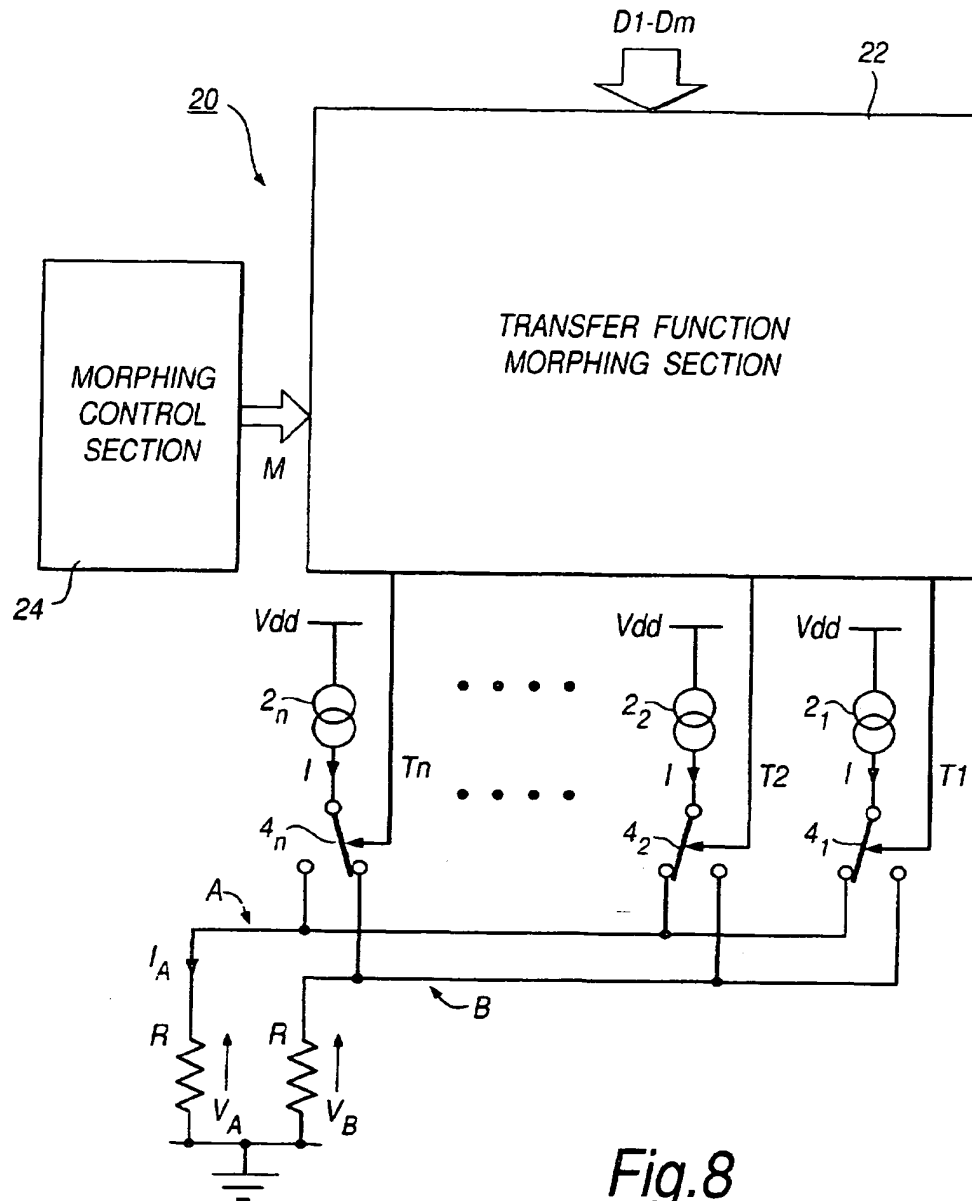 D1-Dm
22
20
TRANSFER FUNCTION
MORPHING SECTION
MORPHING
CONTROL
SECTION
M
24
Vdd
Vdd
Vdd
2n
22
21
I
Tn
I
T2
I
T1
4n
42
41
A
IA
B
R
R
VA
VB
Fig.8